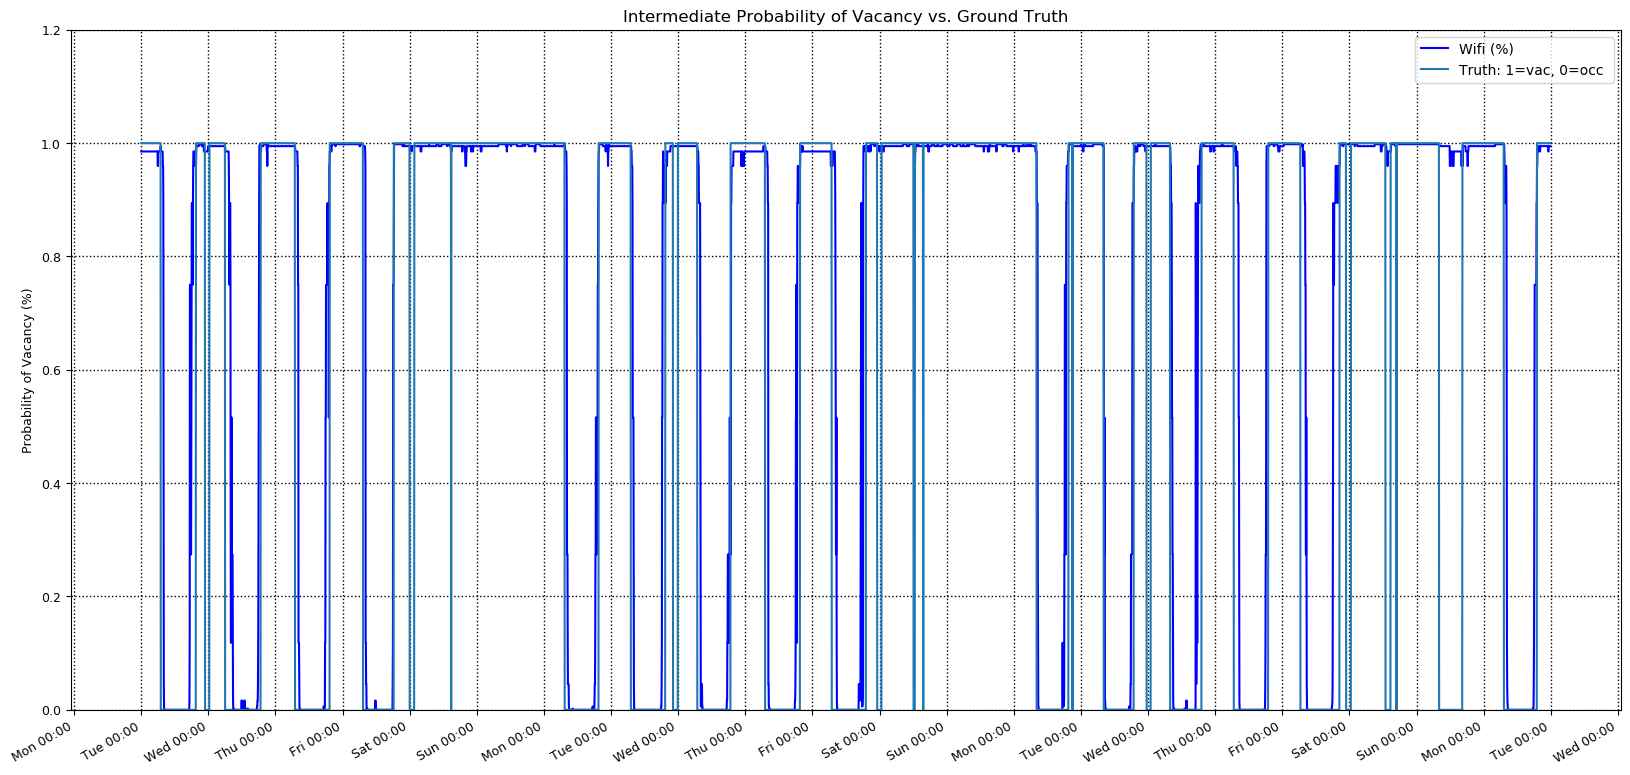 Intermediate Probability of Vacancy vs. Ground Truth
Wifi (%)
Truth: 1=vac, 0=occ
Probability of Vacancy (%)
1.2
1.0
0.8
0.6
0.4
0.2
0.0
Mon 00:00
Tue 00:00
Wed 00:00
Thu 00:00
Fri 00:00
Sat 00:00
Sun 00:00
Mon 00:00
Tue 00:00
Wed 00:00
Thu 00:00
Fri 00:00
Sat 00:00
Sun 00:00
Mon 00:00
Tue 00:00
Wed 00:00
Thu 00:00
Fri 00:00
Sat 00:00
Sun 00:00
Mon 00:00
Tue 00:00
Wed 00:00